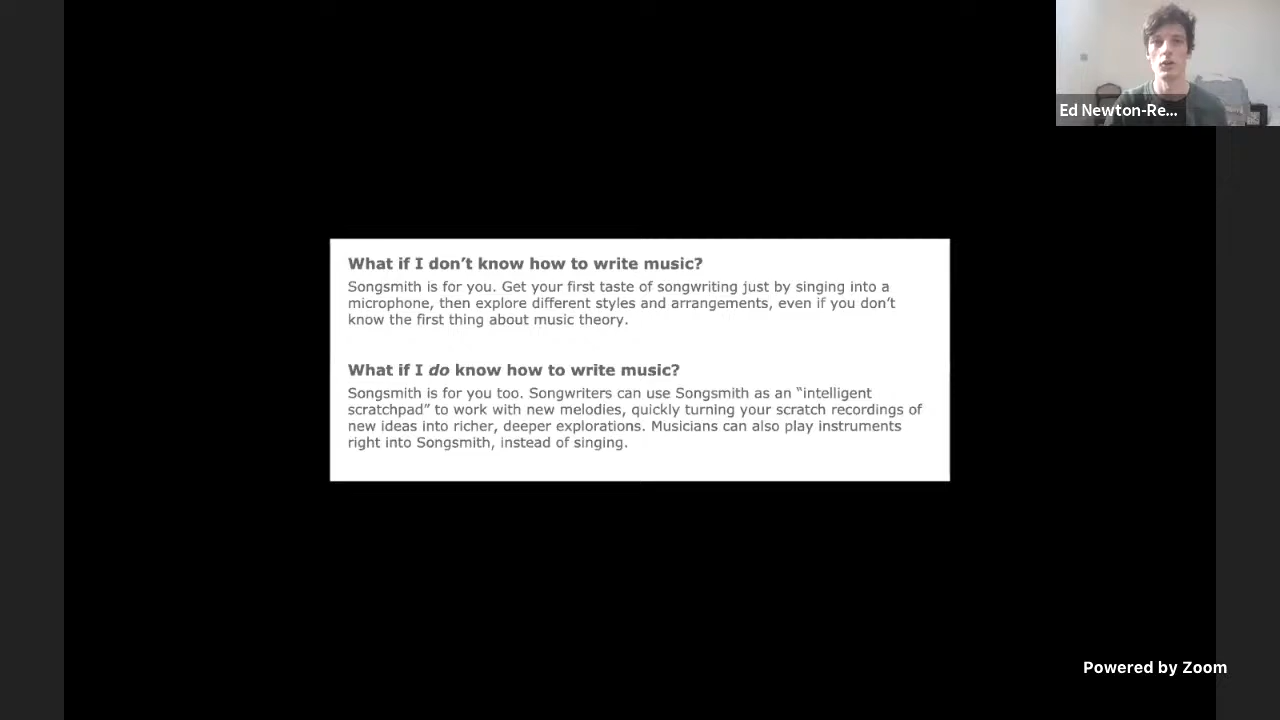 Ed Newton-Re...
What if I don't know how to write music?
Songsmith is for you. Get your first taste of songwriting just by singing into a
microphone, then explore different styles and arrangements, even if you don't
know the first thing about music theory.
What if I do know how to write music?
Songsmith is for you too. Songwriters can use Songsmith as an “intelligent
scratchpad” to work with new melodies, quickly turning your scratch recordings of
new ideas into richer, deeper explorations. Musicians can also play instruments
right into Songsmith, instead of singing.
Powered by Zoom